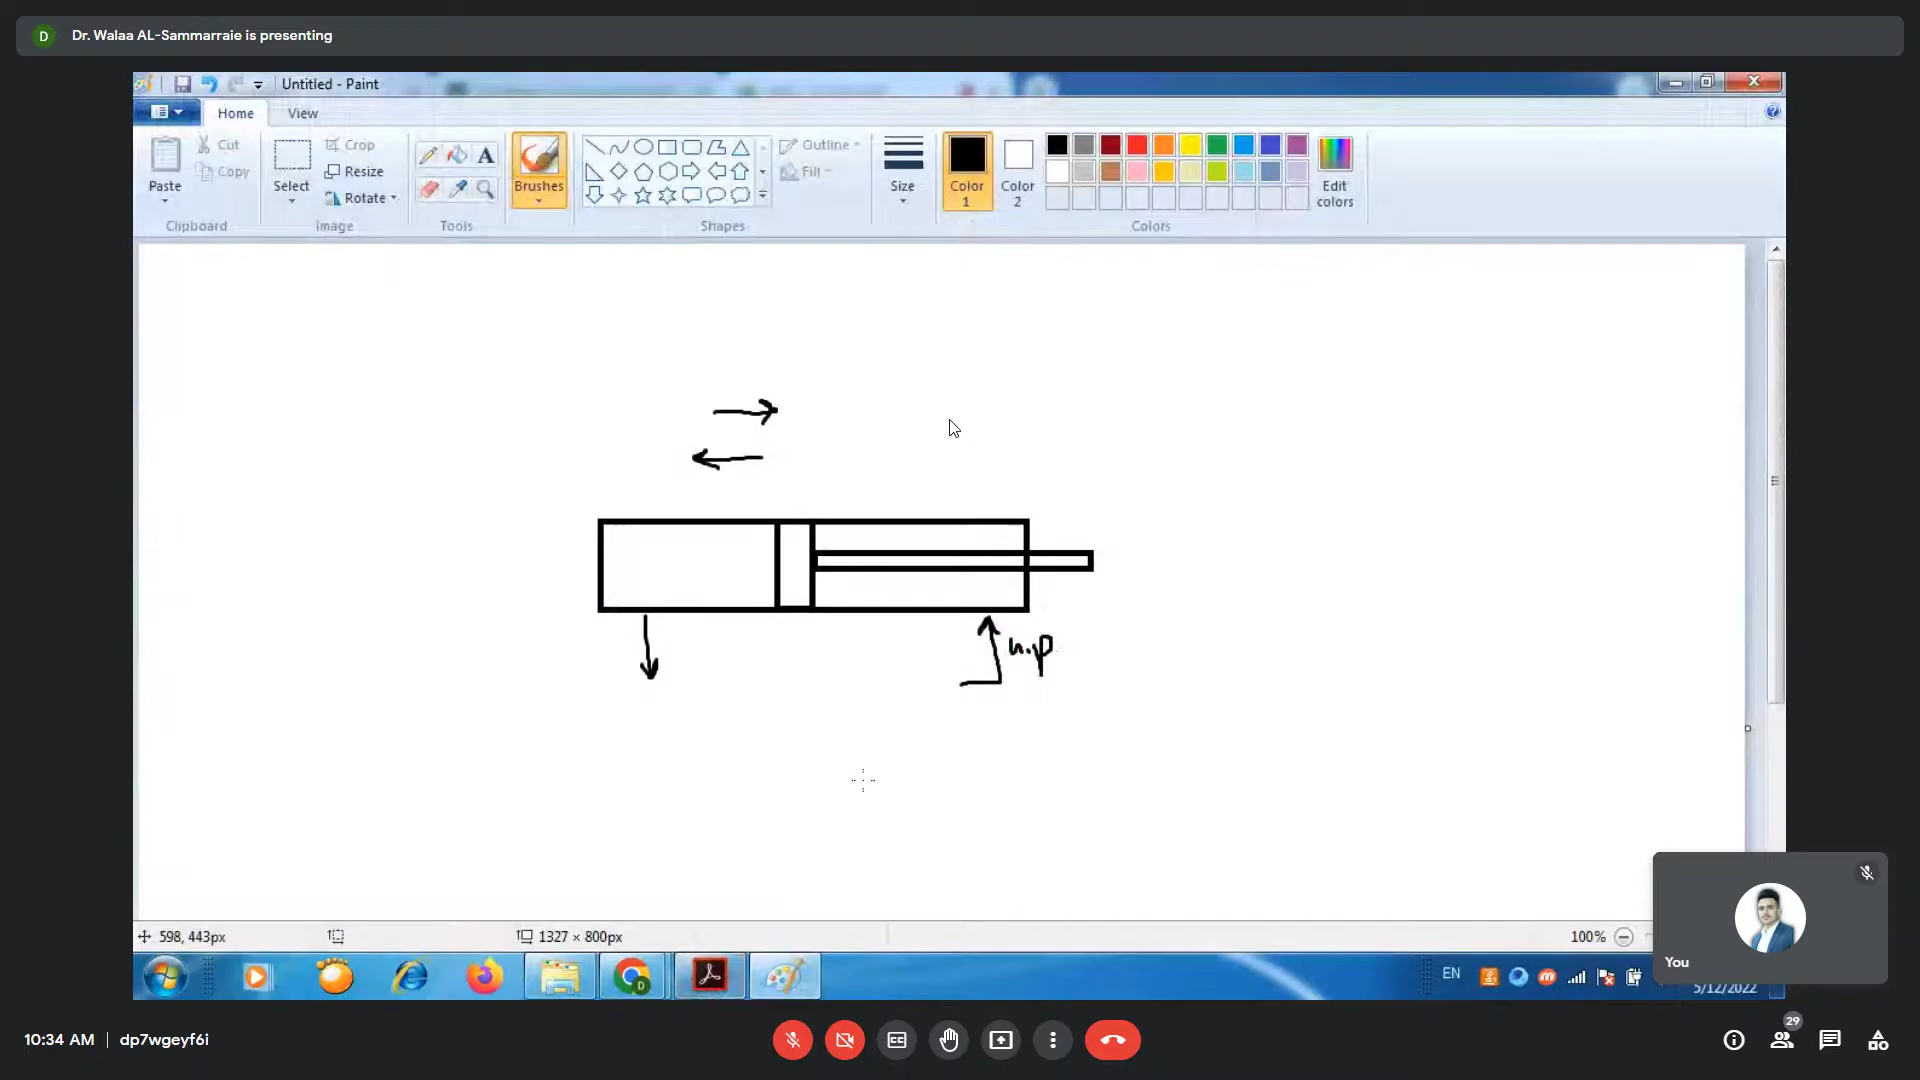 D Dr. Walaa AL-Sammarraie is presenting
Untitled - Paint
Home View
Paste
Cut
Copy
Clipboard
Select
Crop
Resize
Rotate
Image
A
Tools
Brushes
Shapes
Outline
Fill
Size
Color 1
Color 2
Edit colors
Colors
h.p
598, 443px
1327 × 800px
100%
You
EN
5/12/2022
10:34 AM | dp7wgeyf6i
29